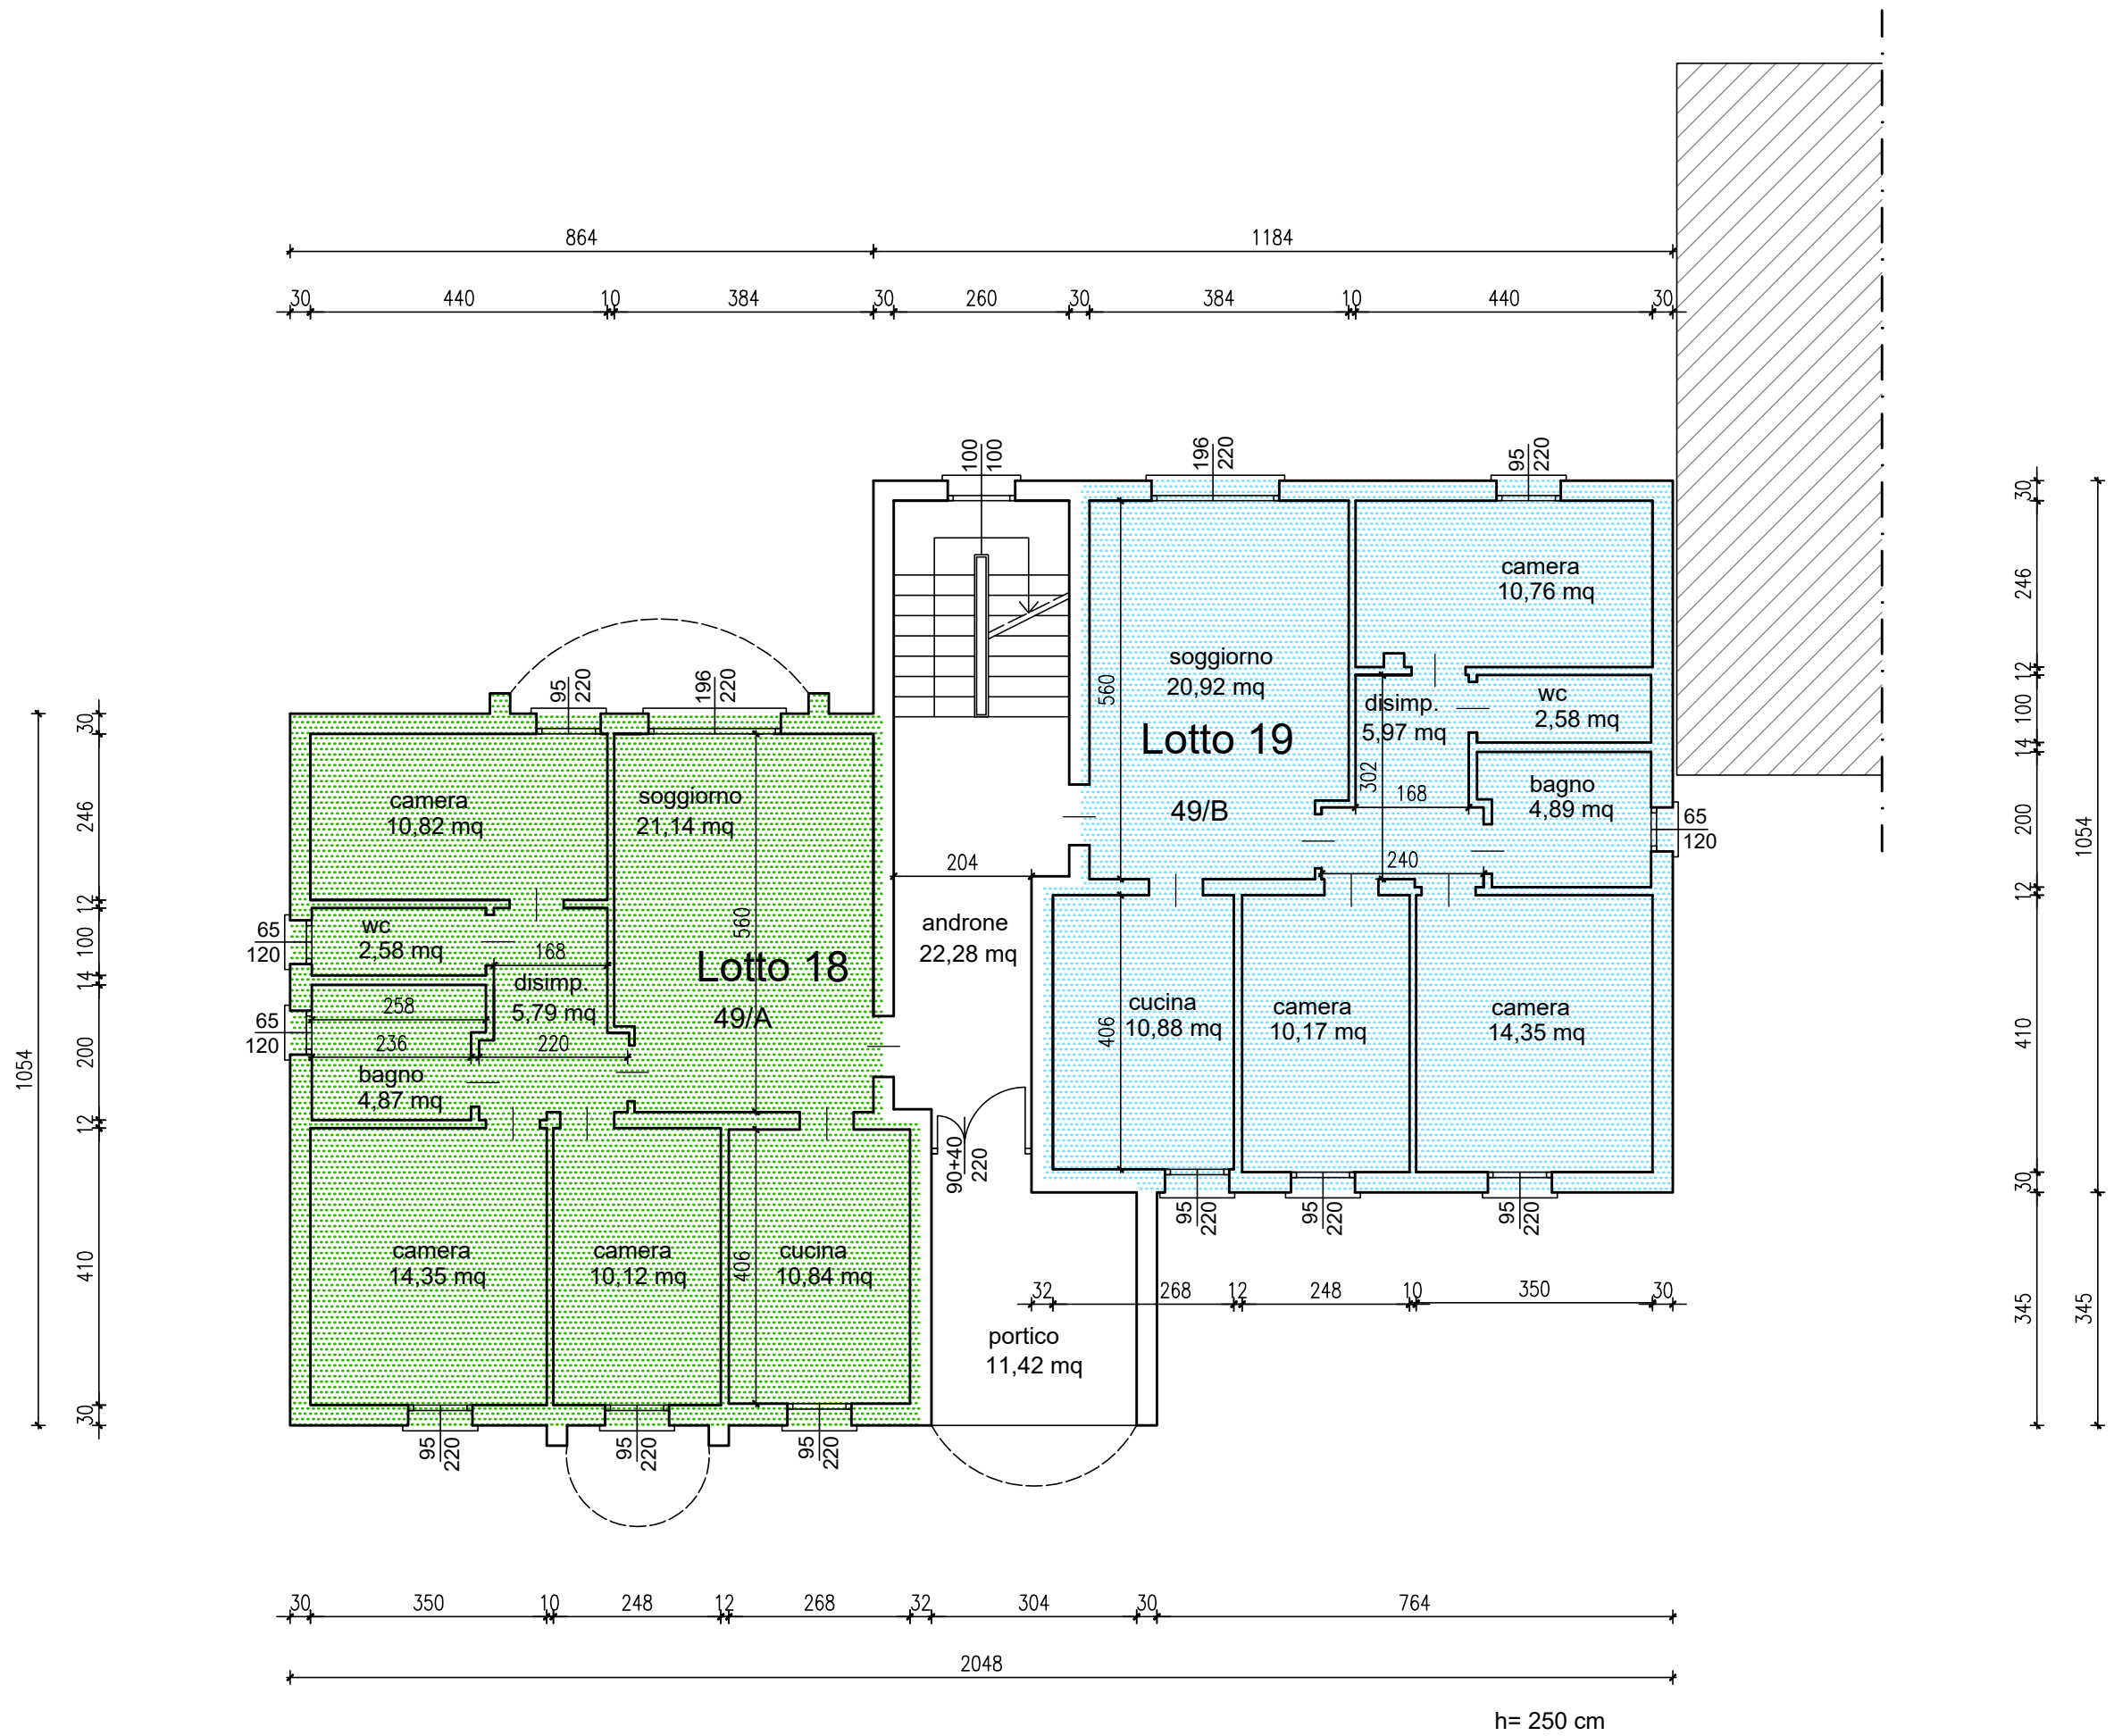 864
1184
30
440
10
384
30
260
30
384
10
440
30
100
100
196
220
95
220
30
246
12
100
14
200
12
410
30
345
1054
345
camera
10,76 mq
soggiorno
20,92 mq
560
disimp.
5,97 mq
wc
2,58 mq
Lotto 19
49/B
302
168
bagno
4,89 mq
65
120
240
95
220
196
220
30
246
12
100
14
200
12
410
30
1054
camera
10,82 mq
soggiorno
21,14 mq
204
androne
22,28 mq
560
wc
2,58 mq
65
120
168
Lotto 18
49/A
disimp.
5,79 mq
258
65
120
236
220
bagno
4,87 mq
cucina
10,88 mq
406
camera
10,17 mq
camera
14,35 mq
90+40
220
95
220
95
220
95
220
camera
14,35 mq
camera
10,12 mq
cucina
10,84 mq
406
32
268
12
248
10
350
30
portico
11,42 mq
95
220
95
220
95
220
30
350
10
248
12
268
32
304
30
764
2048
h= 250 cm